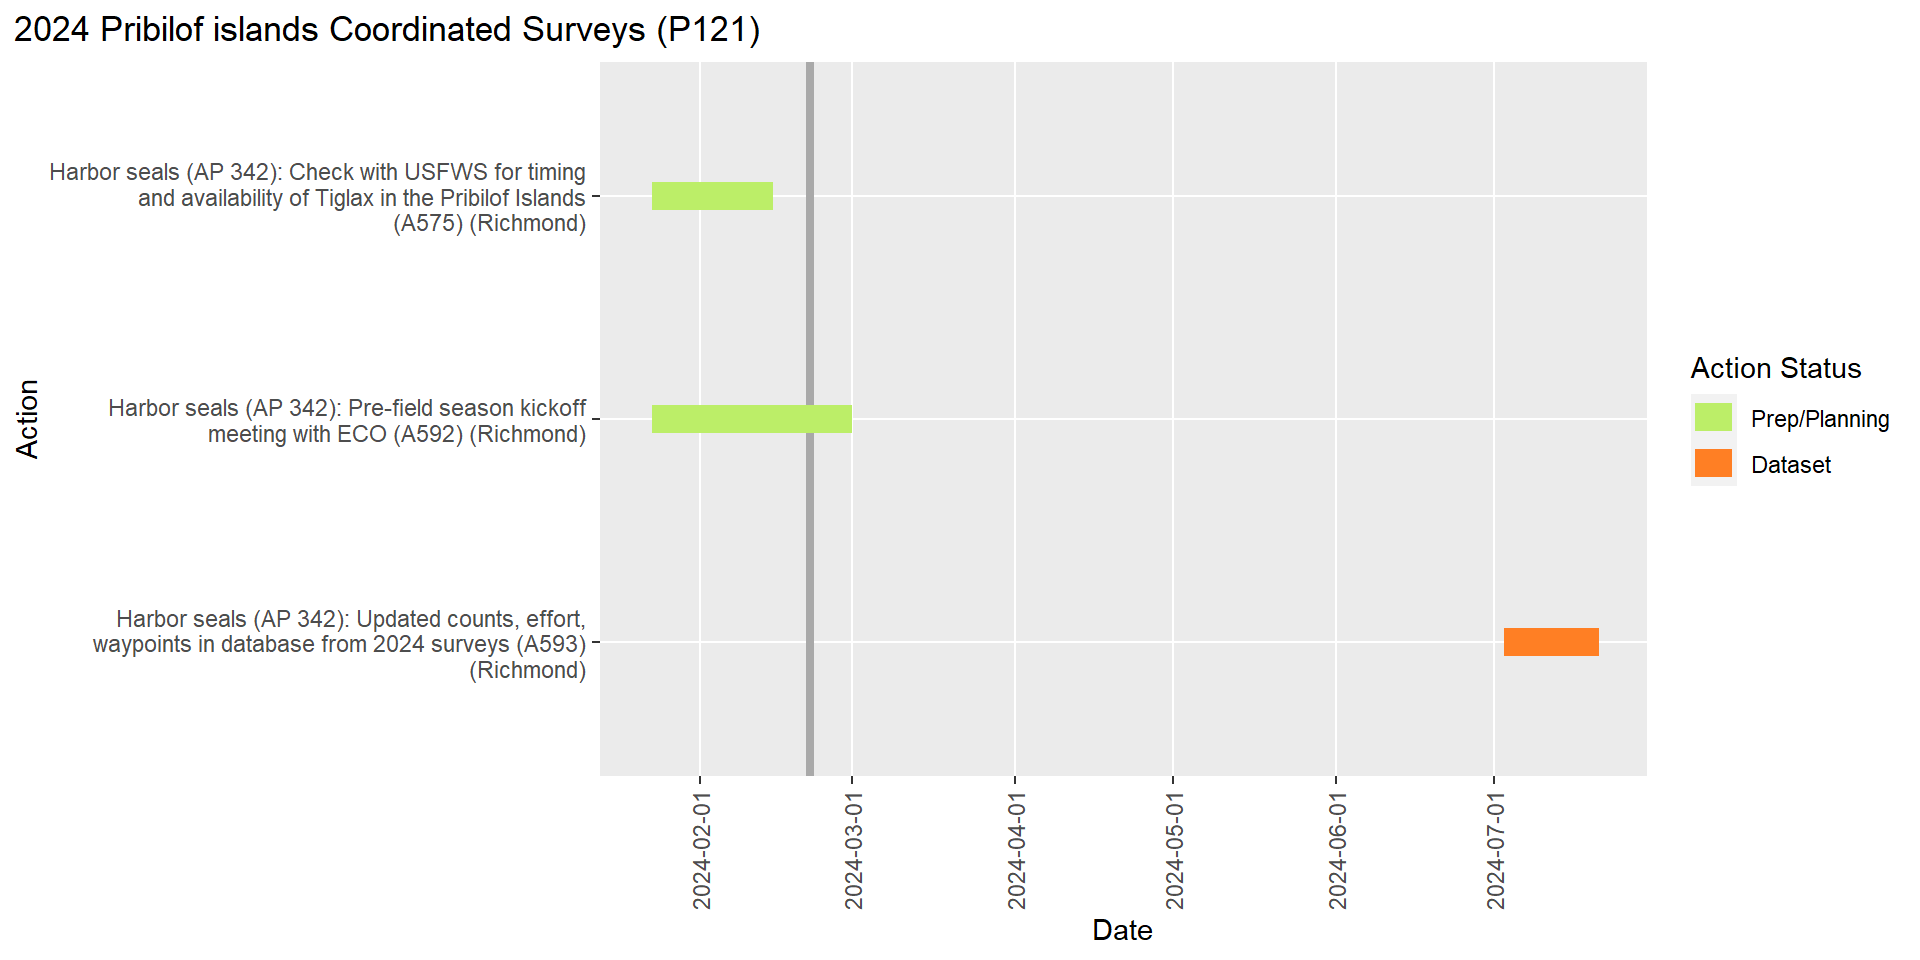 2024 Pribilof islands Coordinated Surveys (P121)
Action
Harbor seals (AP 342): Check with USFWS for timing
and availability of Tiglax in the Pribilof Islands
(A575) (Richmond)
Harbor seals (AP 342): Pre-field season kickoff
meeting with ECO (A592) (Richmond)
Harbor seals (AP 342): Updated counts, effort,
waypoints in database from 2024 surveys (A593)
(Richmond)
2024-02-01
2024-03-01
2024-04-01
2024-05-01
2024-06-01
2024-07-01
Date
Action Status
Prep/Planning
Dataset